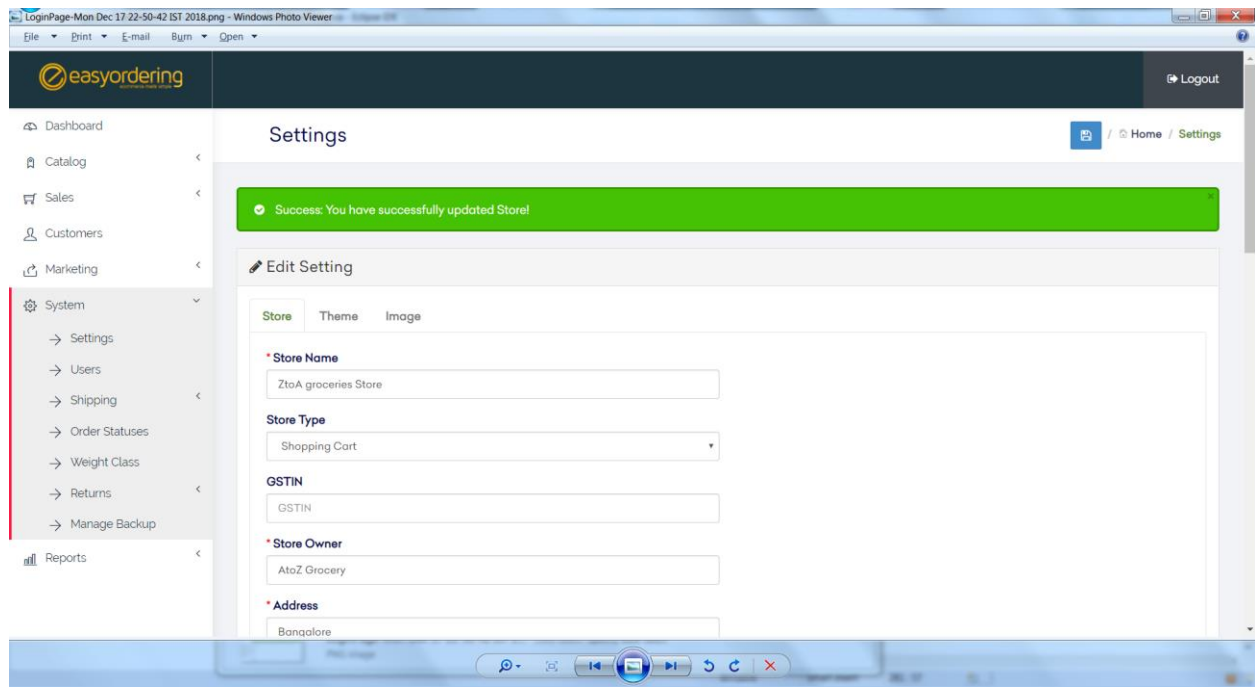 LoginPage-Mon Dec 17 22-50-42 IST 2018.png - Windows Photo Viewer
File Print E-mail Burn Open
easyordering
Logout
Dashboard
Settings
/ Home / Settings
Catalog
Sales
Success: You have successfully updated Store!
Customers
Marketing
Edit Setting
System
Store Theme Image
Settings
* Store Name
Users
ZtoA groceries Store
Shipping
Store Type
Order Statuses
Shopping Cart
Weight Class
GSTIN
Returns
GSTIN
Manage Backup
* Store Owner
Reports
AtoZ Grocery
* Address
Bangalore